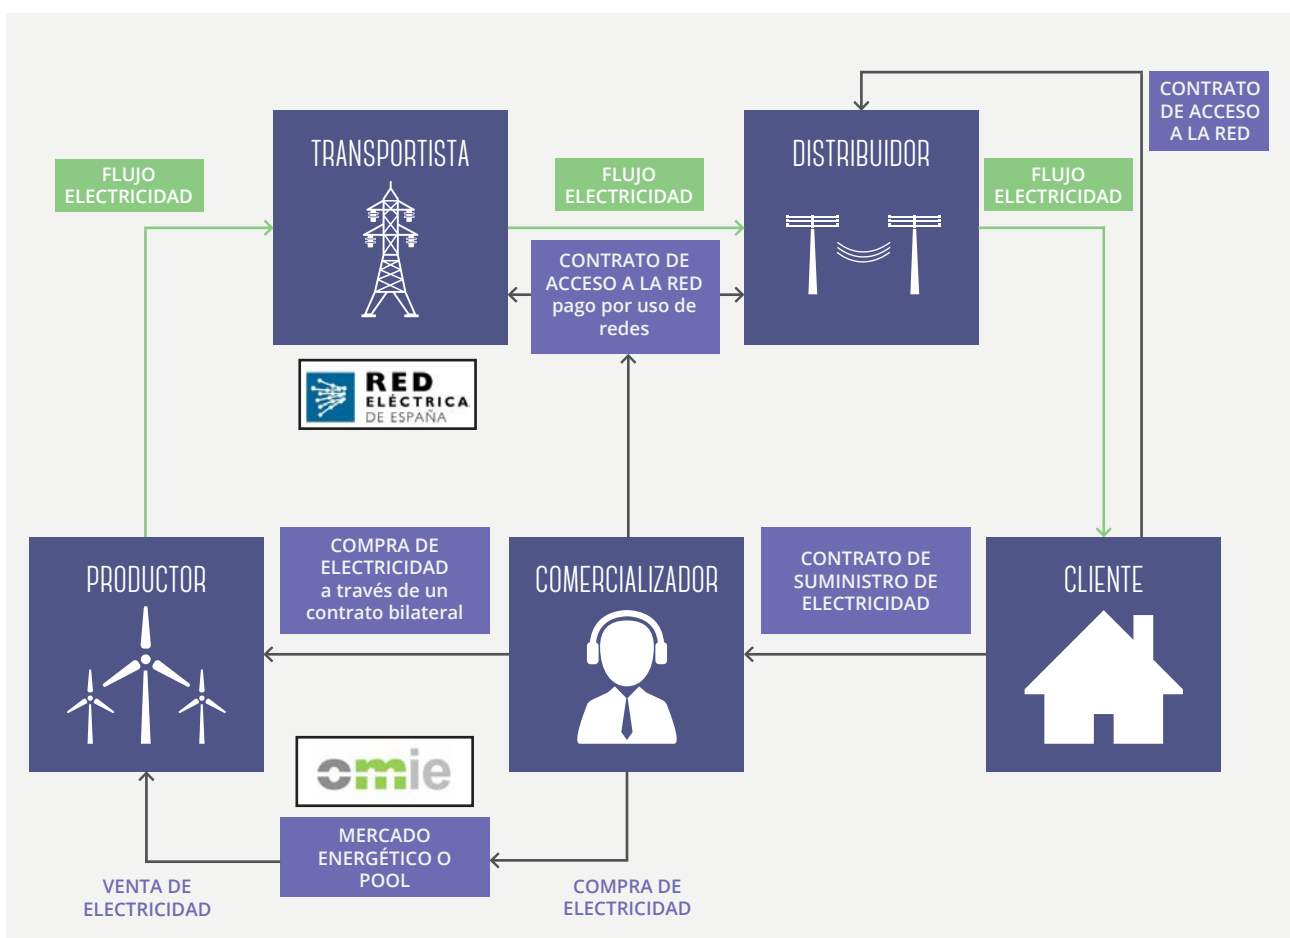 CONTRATO
DE ACCESO
A LA RED
TRANSPORTISTA
DISTRIBUIDOR
FLUJO
ELECTRICIDAD
FLUJO
ELECTRICIDAD
FLUJO
ELECTRICIDAD
CONTRATO DE
ACCESO A LA RED
pago por uso de
redes
RED
ELÉCTRICA
DE ESPAÑA
PRODUCTOR
COMPRA DE
ELECTRICIDAD
a través de un
contrato bilateral
COMERCIALIZADOR
CONTRATO DE
SUMINISTRO DE
ELECTRICIDAD
CLIENTE
omie
MERCADO
ENERGÉTICO O
POOL
VENTA DE
ELECTRICIDAD
COMPRA DE
ELECTRICIDAD